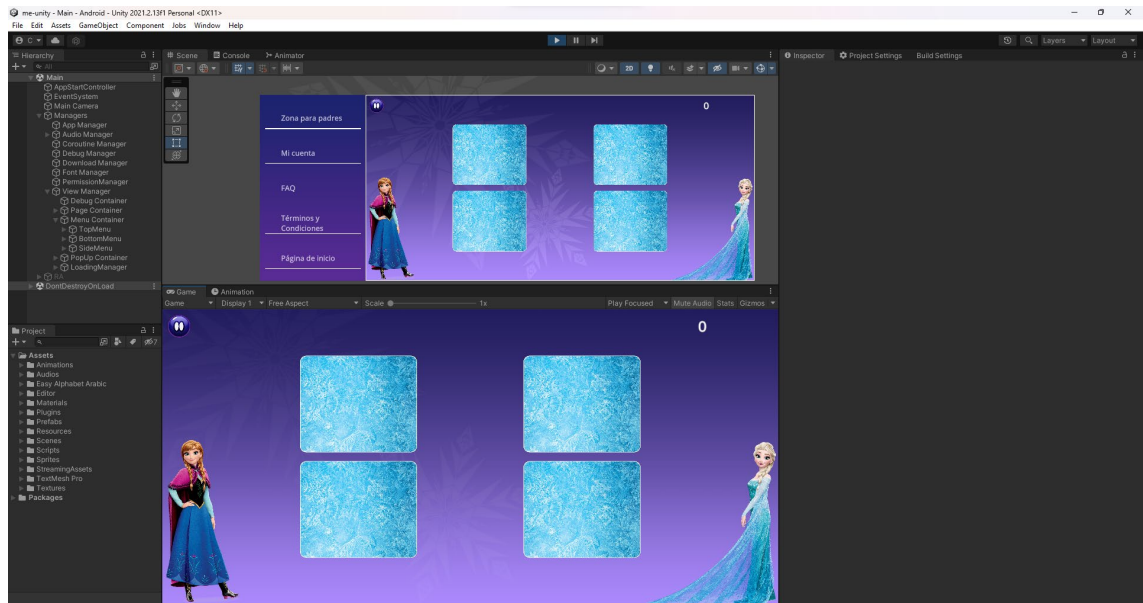 me-unity - Main - Android - Unity 2021.2.13f1 Personal <DX11>
File Edit Assets GameObject Component Jobs Window Help
C
Layers
Layout
Hierarchy
All
Main
AppStartController
EventSystem
Main Camera
Managers
App Manager
Audio Manager
Coroutine Manager
Debug Manager
Download Manager
Font Manager
PermissionManager
View Manager
Debug Container
Page Container
Menu Container
TopMenu
BottomMenu
SideMenu
PopUp Container
LoadingManager
RA
DontDestroyOnLoad
Scene Console Animator
2D
Zona para padres
Mi cuenta
FAQ
Términos y
Condiciones
Página de inicio
0
Game Animation
Game Display 1 Free Aspect Scale 1x Play Focused Mute Audio Stats Gizmos
0
Inspector Project Settings Build Settings
Project
7
Assets
Animations
Audios
Easy Alphabet Arabic
Editor
Materials
Plugins
Prefabs
Resources
Scenes
Scripts
Sprites
StreamingAssets
TextMesh Pro
Textures
Packages